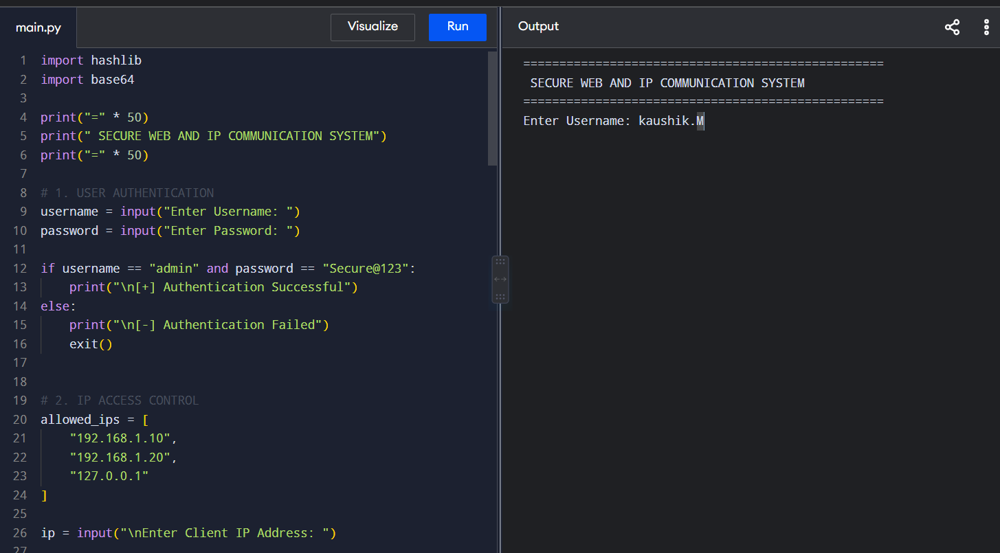 main.py
Visualize
Run
1 import hashlib
2 import base64
3
4 print("=" * 50)
5 print(" SECURE WEB AND IP COMMUNICATION SYSTEM")
6 print("=" * 50)
7
8 # 1. USER AUTHENTICATION
9 username = input("Enter Username: ")
10 password = input("Enter Password: ")
11
12 if username == "admin" and password == "Secure@123":
13     print("\n[+] Authentication Successful")
14 else:
15     print("\n[-] Authentication Failed")
16     exit()
17
18
19 # 2. IP ACCESS CONTROL
20 allowed_ips = [
21     "192.168.1.10",
22     "192.168.1.20",
23     "127.0.0.1"
24 ]
25
26 ip = input("\nEnter Client IP Address: ")
27
Output
==================================================
 SECURE WEB AND IP COMMUNICATION SYSTEM
==================================================
Enter Username: kaushik.M